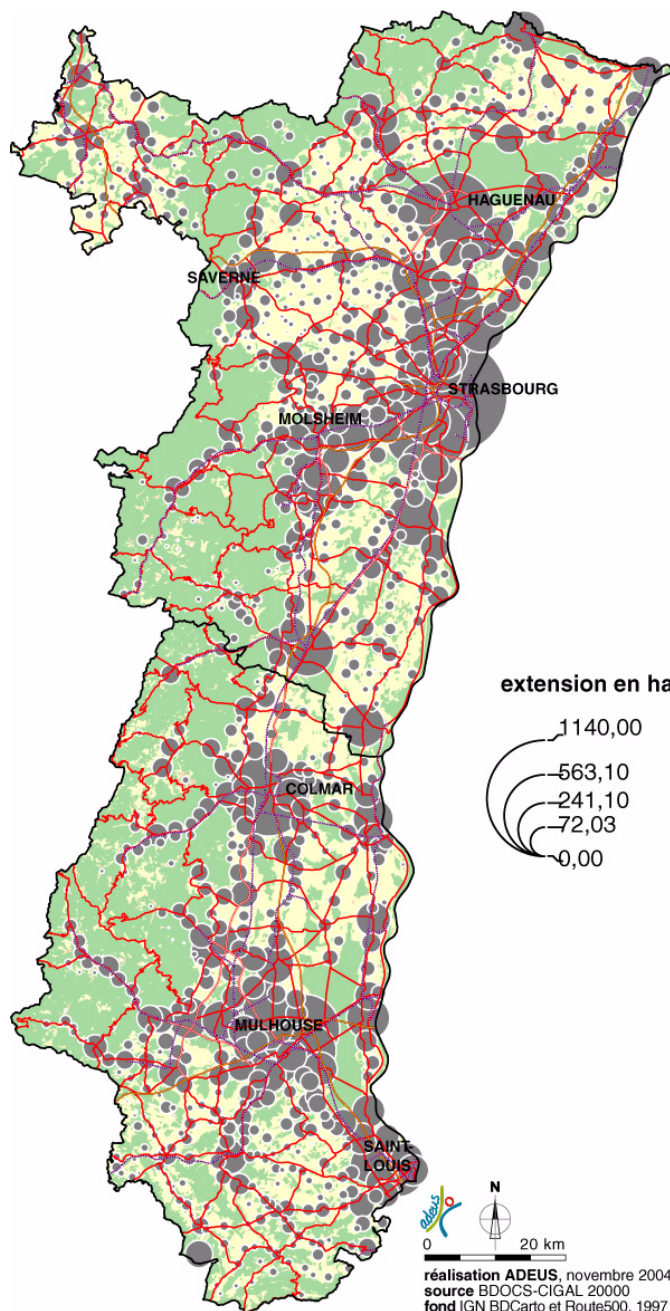 HAGUENAU
SAVERNE
STRASBOURG
MOLSHEIM
extension en ha
1140,00
563,10
241,10
72,03
0,00
COLMAR
MULHOUSE
SAINT-
LOUIS
adeus
N
0 20 km
réalisation ADEUS, novembre 2004
source BDOCS-CIGAL 20000
fond IGN BDCarto et Route500, 1997